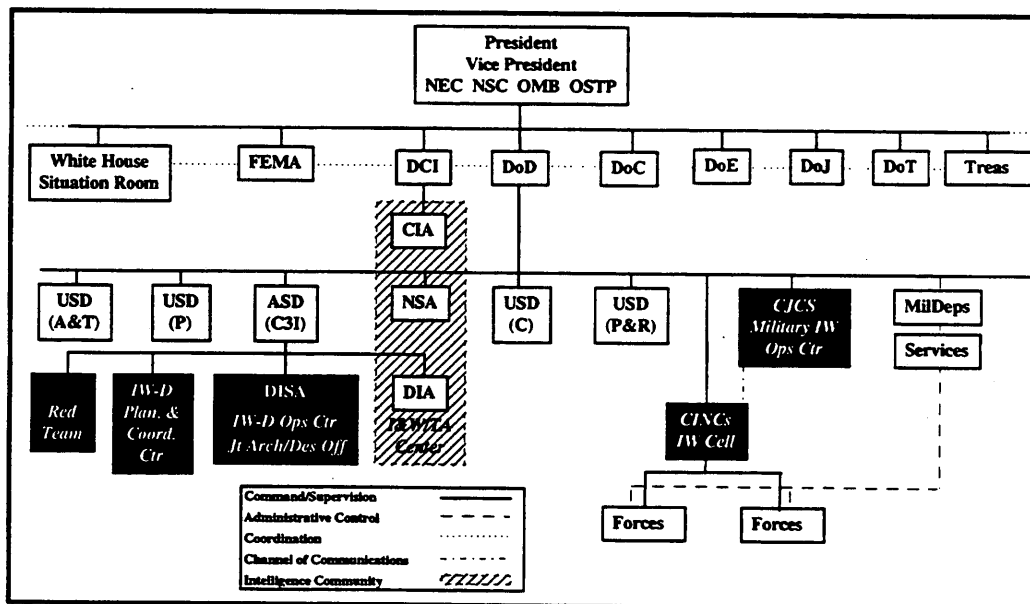 President
Vice President
NEC NSC OMB OSTP
White House
Situation Room
FEMA
DCI
DoD
DoC
DoE
DoJ
DoT
Treas
CIA
USD
(A&T)
USD
(P)
ASD
(C3I)
NSA
USD
(C)
USD
(P&R)
CJCS
Military IW
Ops Ctr
MilDeps
Services
Red
Team
IW-D
Plan. &
Coord.
Ctr
DISA
IW-D Ops Ctr
Jt Arch/Des Off
DIA
I&W/TA
Center
CINCs
IW Cell
Forces
Forces
Command/Supervision
Administrative Control
Coordination
Channel of Communications
Intelligence Community